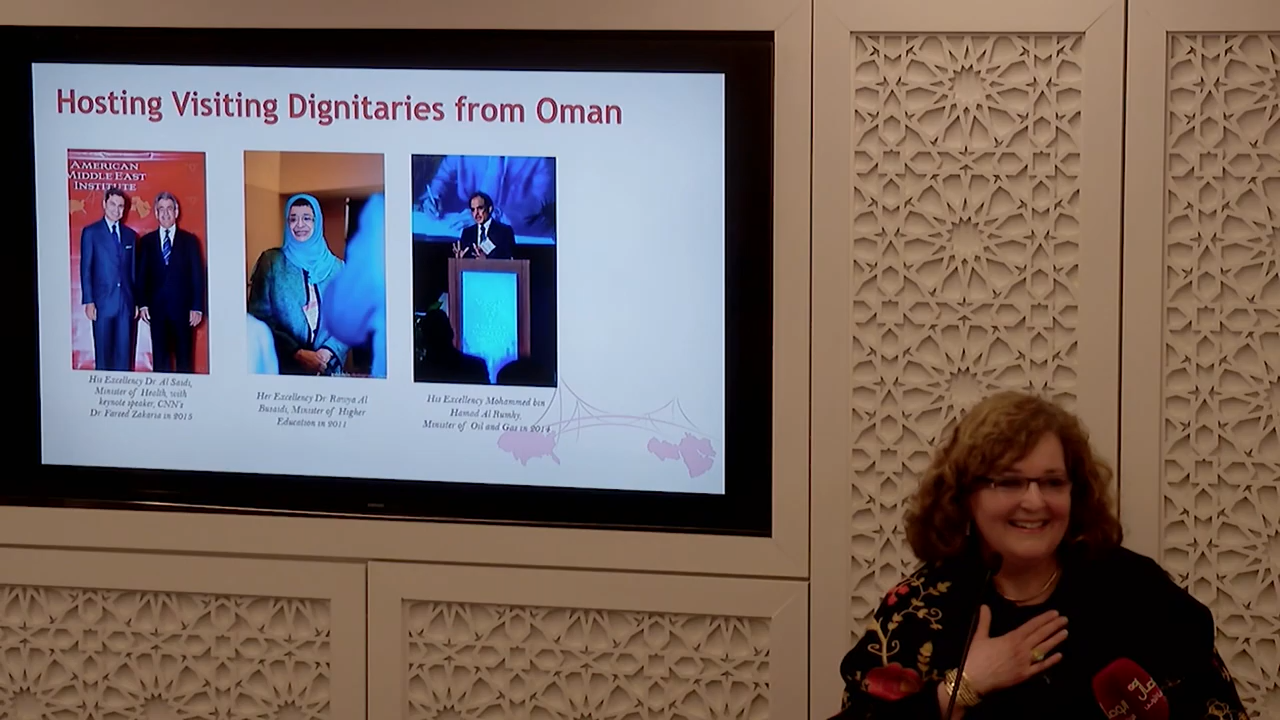 Hosting Visiting Dignitaries from Oman
AMERICAN
MIDDLE EAST
INSTITUTE
His Excellency Dr. Al Saidi,
Minister of Health, with
keynote speaker, CNN's
Dr. Fareed Zakaria in 2015
Her Excellency Dr. Rawya Al
Busaidi, Minister of Higher
Education in 2011
His Excellency Mohammed bin
Hamad Al Rumhy,
Minister of Oil and Gas in 2014